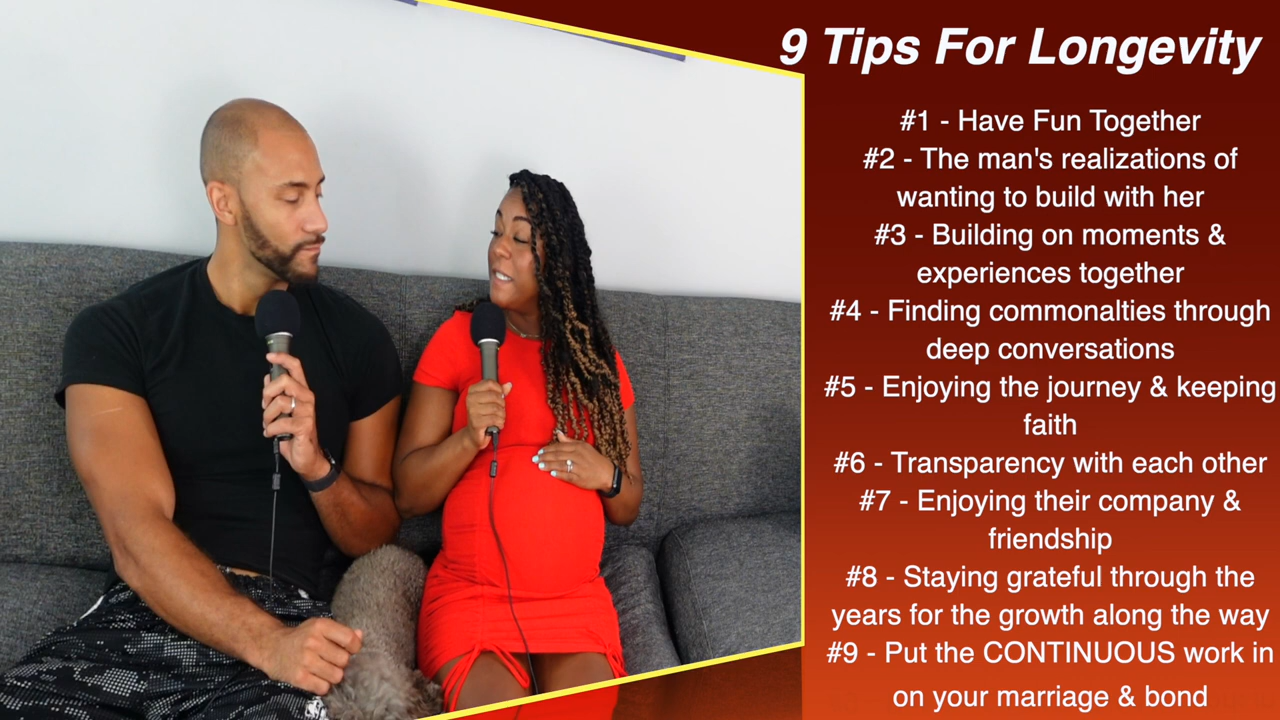 9 Tips For Longevity
#1 - Have Fun Together
#2 - The man's realizations of
wanting to build with her
#3 - Building on moments &
experiences together
#4 - Finding commonalties through
deep conversations
#5 - Enjoying the journey & keeping
faith
#6 - Transparency with each other
#7 - Enjoying their company &
friendship
#8 - Staying grateful through the
years for the growth along the way
#9 - Put the CONTINUOUS work in
on your marriage & bond